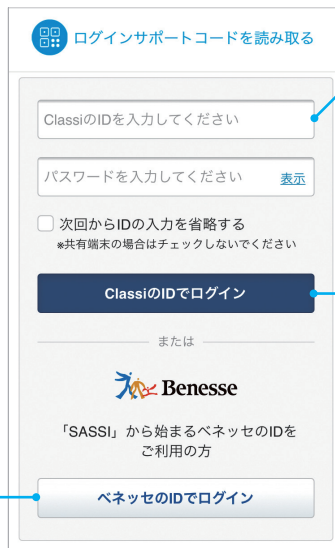 ログインサポートコードを読み取る
ClassiのIDを入力してください
パスワードを入力してください 表示
次回からIDの入力を省略する
※共有端末の場合はチェックしないでください
ClassiのIDでログイン
または
Benesse
「SASSI」から始まるベネッセのIDを
ご利用の方
ベネッセのIDでログイン